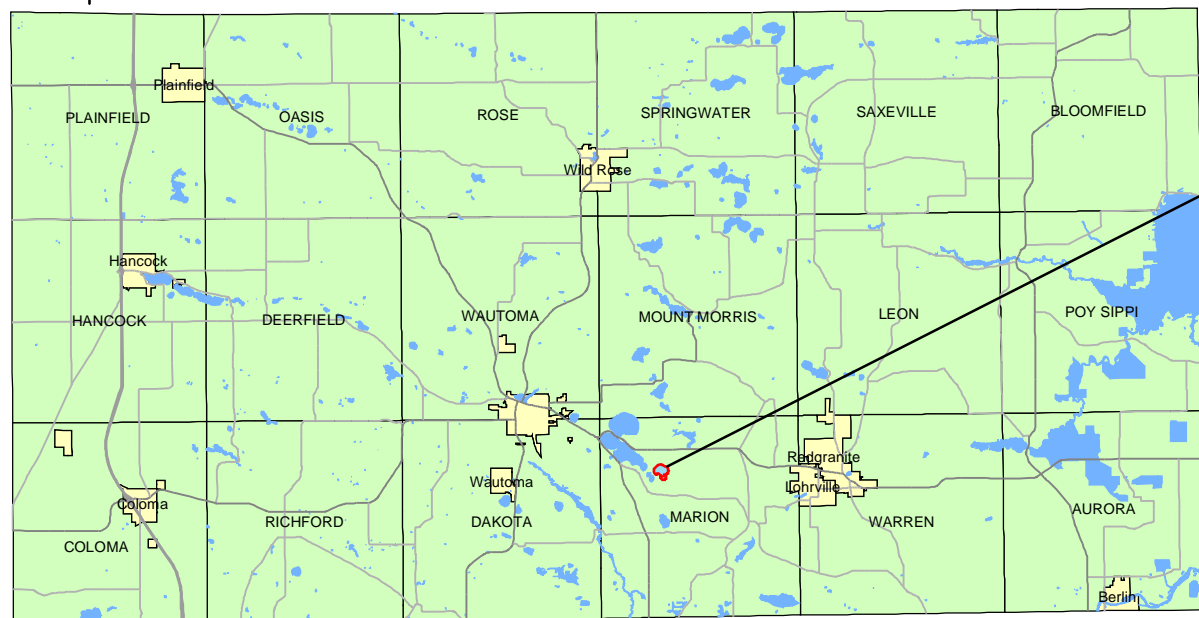 Plainfield
PLAINFIELD
OASIS
ROSE
SPRINGWATER
SAXEVILLE
BLOOMFIELD
Wild Rose
Hancock
HANCOCK
DEERFIELD
WAUTOMA
MOUNT MORRIS
LEON
POY SIPPI
Redgranite
Wautoma
Lohrville
Coloma
COLOMA
RICHFORD
DAKOTA
MARION
WARREN
AURORA
Berlin